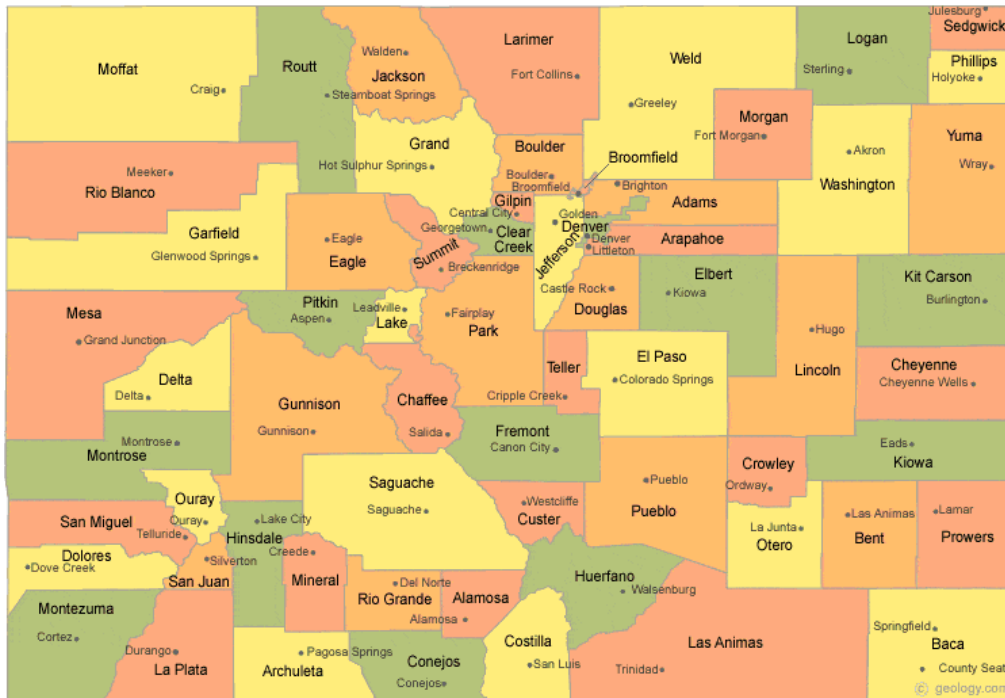 Julesburg
Sedgwick
Moffat
Craig
Routt
Steamboat Springs
Walden
Jackson
Larimer
Fort Collins
Weld
Greeley
Logan
Sterling
Phillips
Holyoke
Morgan
Fort Morgan
Yuma
Wray
Akron
Washington
Grand
Hot Sulphur Springs
Boulder
Boulder
Broomfield
Broomfield
Brighton
Adams
Meeker
Rio Blanco
Gilpin
Central City
Georgetown
Clear
Creek
Golden
Jefferson
Denver
Denver
Littleton
Arapahoe
Garfield
Glenwood Springs
Eagle
Eagle
Summit
Breckenridge
Castle Rock
Douglas
Elbert
Kiowa
Kit Carson
Burlington
Mesa
Grand Junction
Pitkin
Aspen
Leadville
Lake
Fairplay
Park
Hugo
Lincoln
Delta
Delta
Teller
Cripple Creek
El Paso
Colorado Springs
Cheyenne
Cheyenne Wells
Gunnison
Gunnison
Chaffee
Salida
Fremont
Canon City
Montrose
Montrose
Eads
Kiowa
Crowley
Ordway
Ouray
Ouray
Saguache
Saguache
Westcliffe
Custer
Pueblo
Pueblo
San Miguel
Telluride
Lake City
Hinsdale
Creede
Mineral
La Junta
Otero
Las Animas
Bent
Lamar
Prowers
Dolores
Dove Creek
Silverton
San Juan
Del Norte
Rio Grande
Alamosa
Alamosa
Huerfano
Walsenburg
Montezuma
Cortez
Durango
La Plata
Pagosa Springs
Archuleta
Conejos
Conejos
Costilla
San Luis
Las Animas
Trinidad
Springfield
Baca
County Seat
© geology.com